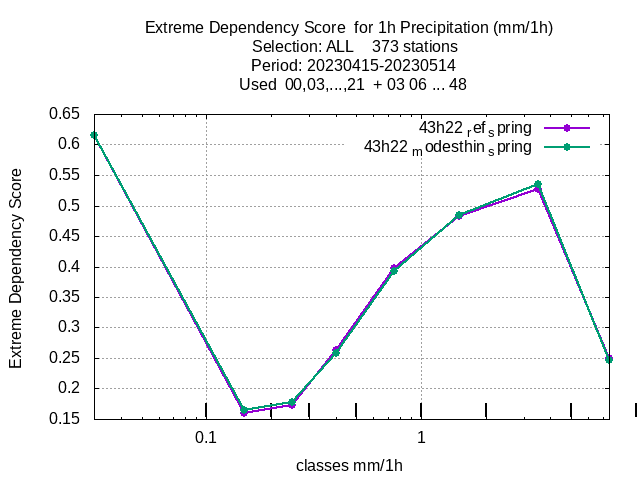 Extreme Dependency Score  for 1h Precipitation (mm/1h)
Selection: ALL    373 stations
Period: 20230415-20230514
Used  00,03,...,21  + 03 06 ... 48
43h22 ref spring
43h22 modesthin spring
Extreme Dependency Score
0.65
0.6
0.55
0.5
0.45
0.4
0.35
0.3
0.25
0.2
0.15
0.1
1
classes mm/1h